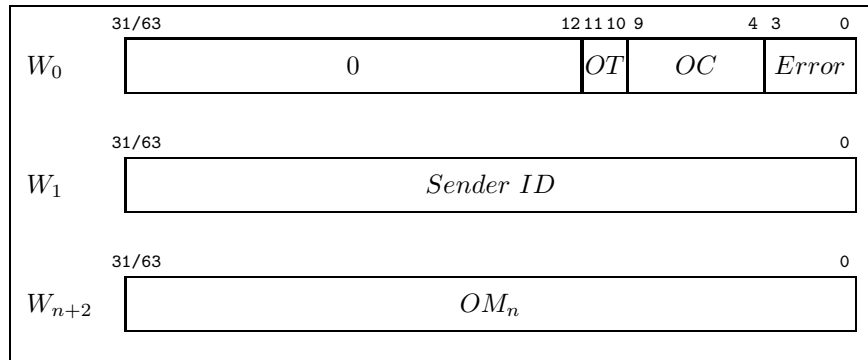 31/63 12 11 10 9 4 3 0
W₀ 0 OT OC Error
31/63 0
W₁ Sender ID
31/63 0
Wₙ₊₂ OMₙ